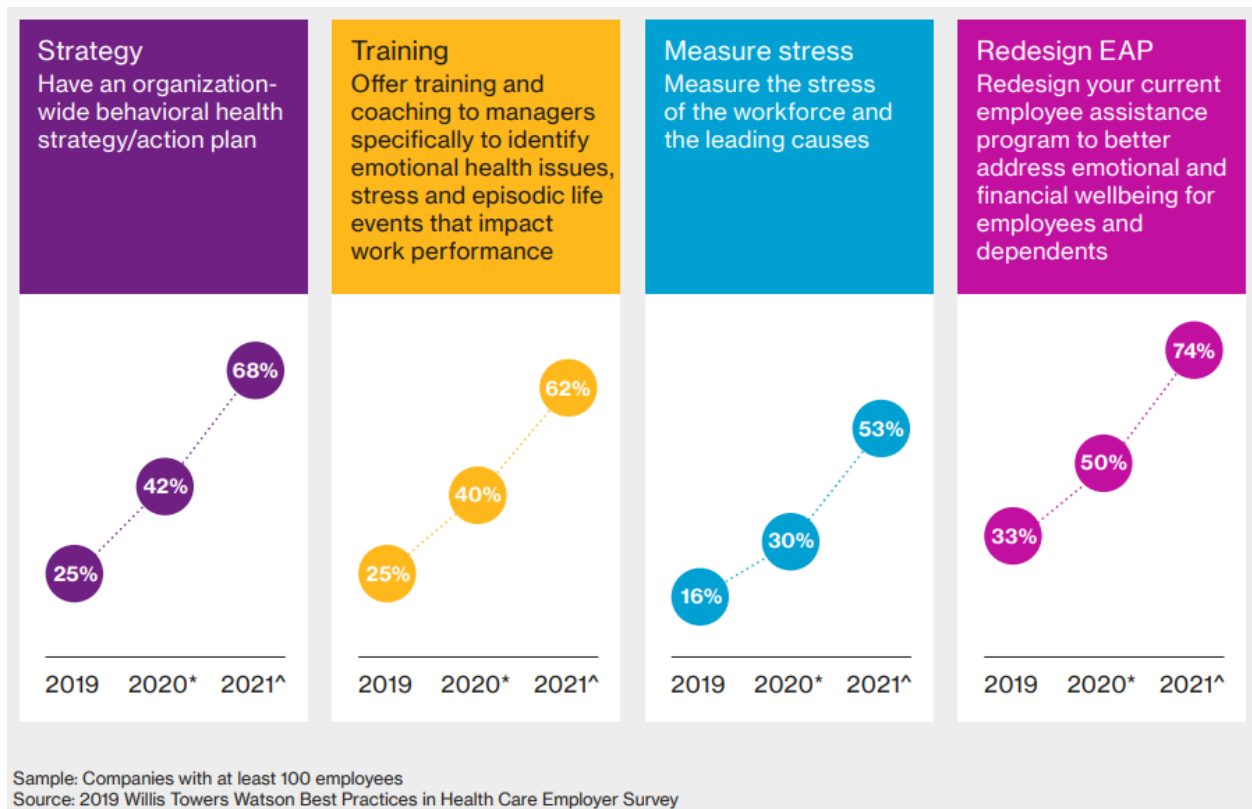 Strategy
Have an organization-
wide behavioral health
strategy/action plan
68%
42%
25%
2019 2020* 2021^
Training
Offer training and
coaching to managers
specifically to identify
emotional health issues,
stress and episodic life
events that impact
work performance
62%
40%
25%
2019 2020* 2021^
Measure stress
Measure the stress
of the workforce and
the leading causes
53%
30%
16%
2019 2020* 2021^
Redesign EAP
Redesign your current
employee assistance
program to better
address emotional and
financial wellbeing for
employees and
dependents
74%
50%
33%
2019 2020* 2021^
Sample: Companies with at least 100 employees
Source: 2019 Willis Towers Watson Best Practices in Health Care Employer Survey